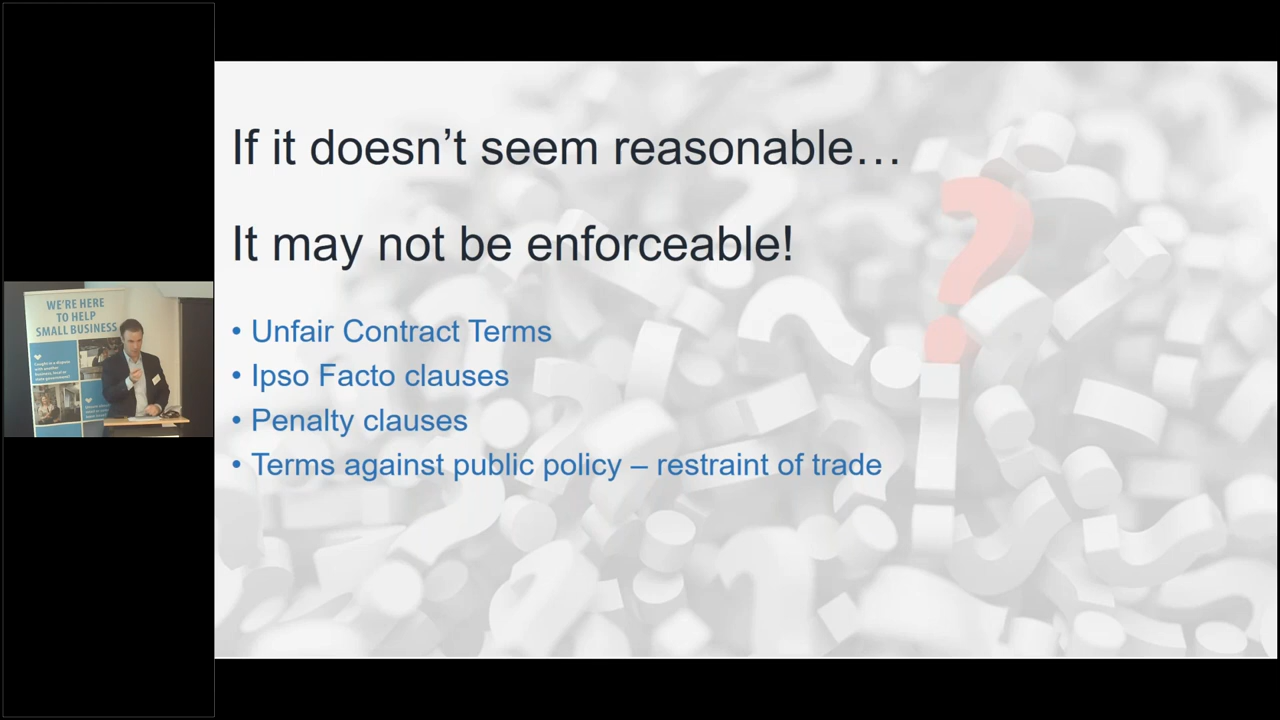 If it doesn’t seem reasonable…
It may not be enforceable!
• Unfair Contract Terms
• Ipso Facto clauses
• Penalty clauses
• Terms against public policy – restraint of trade
WE'RE HERE
TO HELP
SMALL BUSINESS